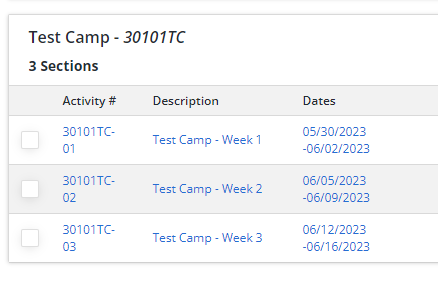 Test Camp - 30101TC
3 Sections
Activity # Description Dates
30101TC-
01
Test Camp - Week 1
05/30/2023
-06/02/2023
30101TC-
02
Test Camp - Week 2
06/05/2023
-06/09/2023
30101TC-
03
Test Camp - Week 3
06/12/2023
-06/16/2023